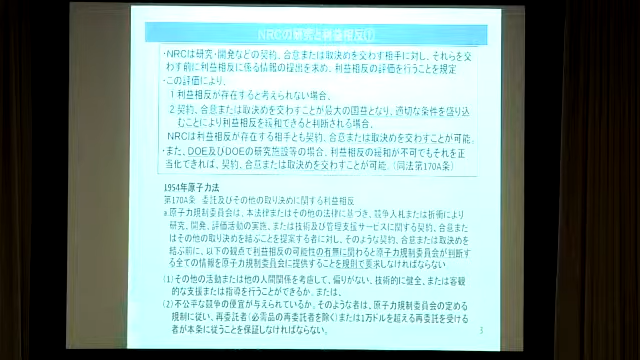 NRCの研究と利益相反①
・NRCは研究・開発などの契約、合意または取決めを交わす相手に対し、それらを交
わす前に利益相反に係る情報の提出を求め、利益相反の評価を行うことを規定
・この評価により、
1 利益相反が存在すると考えられない場合、
2 契約、合意または取決めを交わすことが最大の国益となり、適切な条件を盛り込
むことにより利益相反を緩和できると判断される場合、
NRCは利益相反が存在する相手とも契約、合意または取決めを交わすことが可能。
・また、DOE及びDOEの研究施設等の場合、利益相反の緩和が不可でもそれを正
当化できれば、契約、合意または取決めを交わすことが可能。（同法第170A条）
1954年原子力法
第170A条 委託及びその他の取り決めに関する利益相反
a 原子力規制委員会は、本法律またはその他の法律に基づき、競争入札または折衝により
研究、開発、評価活動の実施、または技術及び管理支援サービスに関する契約、合意また
はその他の取り決めを結ぶことを提案する者に対し、そのような契約、合意または取決めを
結ぶ前に、以下の観点で利益相反の可能性の有無に関わると原子力規制委員会が判断す
る全ての情報を原子力規制委員会に提供することを規則で要求しなければならない
(1) その他の活動または他の人間関係を考慮して、偏りがない、技術的に健全、または客観
的な支援または指導を行うことができるか、または、
(2) 不公平な競争の便宜が与えられているか。そのような者は、原子力規制委員会の定める
規制に従い、再委託者(必需品の再委託者を除く)または1万ドルを超える再委託を受ける
者が本条に従うことを保証しなければならない。
3